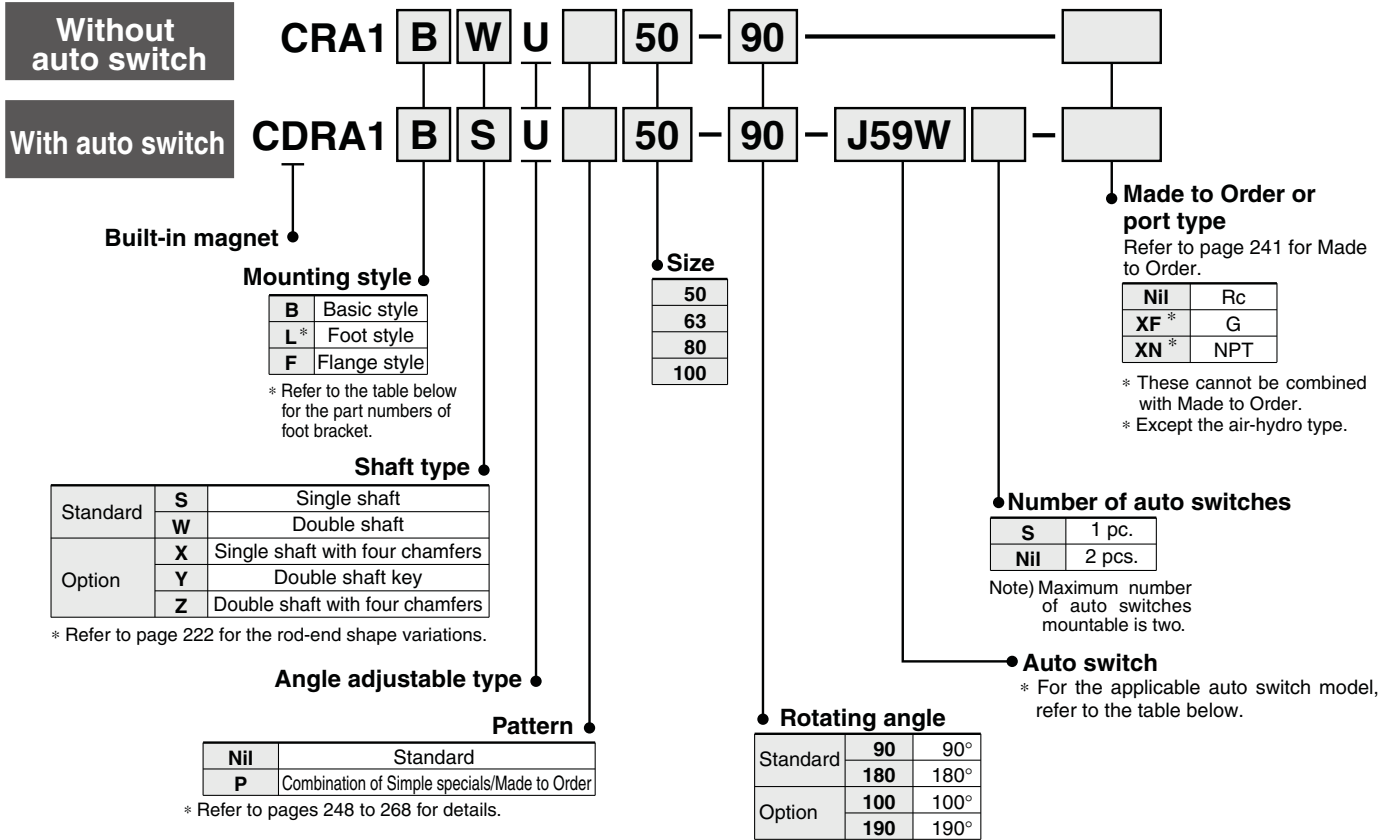 Without
auto switch
CRA1 B W U 50 - 90
With auto switch
CDRA1 B S U 50 - 90 - J59W -
Built-in magnet
Mounting style
B Basic style
L* Foot style
F Flange style
* Refer to the table below
for the part numbers of
foot bracket.
Shaft type
Standard S Single shaft
W Double shaft
Option X Single shaft with four chamfers
Y Double shaft key
Z Double shaft with four chamfers
* Refer to page 222 for the rod-end shape variations.
Angle adjustable type
Pattern
Nil Standard
P Combination of Simple specials/Made to Order
* Refer to pages 248 to 268 for details.
Size
50
63
80
100
Rotating angle
Standard 90 90°
180 180°
Option 100 100°
190 190°
Made to Order or
port type
Refer to page 241 for Made
to Order.
Nil Rc
XF* G
XN* NPT
* These cannot be combined
with Made to Order.
* Except the air-hydro type.
Number of auto switches
S 1 pc.
Nil 2 pcs.
Note) Maximum number
of auto switches
mountable is two.
Auto switch
* For the applicable auto switch model,
refer to the table below.